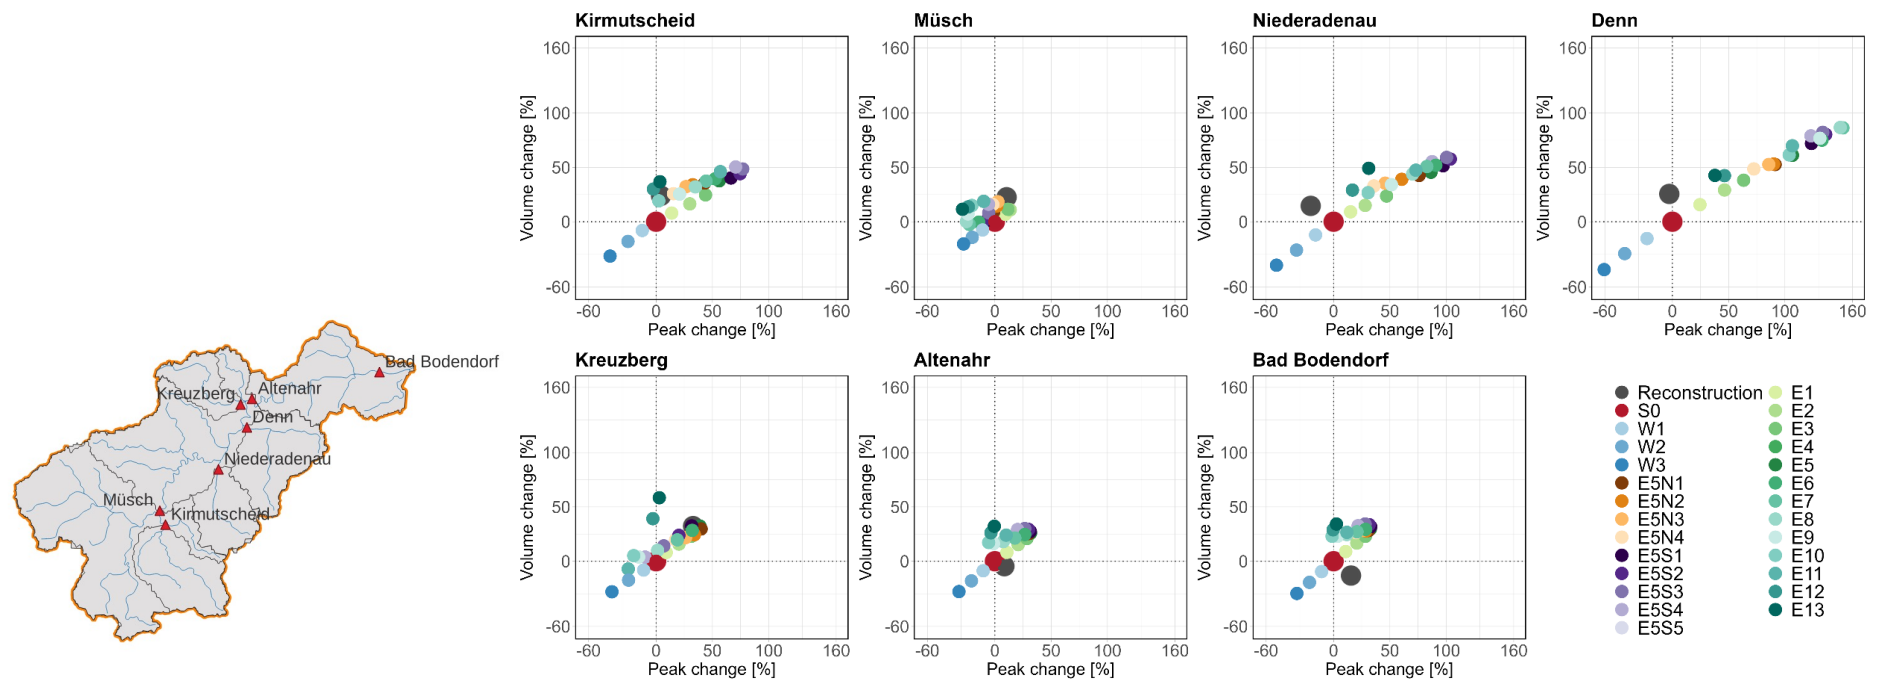 Kirmutscheid
Müsch
Niederadenau
Denn
Volume change [%]
160
100
50
0
-60
-60 0 50 100 160
Peak change [%]
Volume change [%]
160
100
50
0
-60
-60 0 50 100 160
Peak change [%]
Volume change [%]
160
100
50
0
-60
-60 0 50 100 160
Peak change [%]
Volume change [%]
160
100
50
0
-60
-60 0 50 100 160
Peak change [%]
Bad Bodendorf
Altenahr
Kreuzberg
Denn
Niederadenau
Müsch
Kirmutscheid
Kreuzberg
Altenahr
Bad Bodendorf
Volume change [%]
160
100
50
0
-60
-60 0 50 100 160
Peak change [%]
Volume change [%]
160
100
50
0
-60
-60 0 50 100 160
Peak change [%]
Volume change [%]
160
100
50
0
-60
-60 0 50 100 160
Peak change [%]
Reconstruction
S0
W1
W2
W3
E5N1
E5N2
E5N3
E5N4
E5S1
E5S2
E5S3
E5S4
E5S5
E1
E2
E3
E4
E5
E6
E7
E8
E9
E10
E11
E12
E13